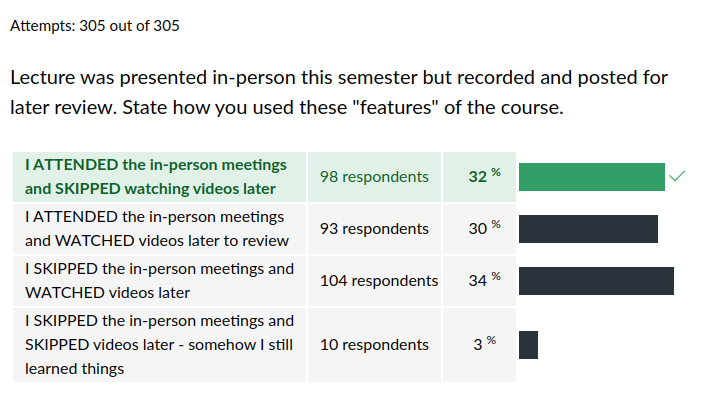 Attempts: 305 out of 305
Lecture was presented in-person this semester but recorded and posted for
later review. State how you used these "features" of the course.
I ATTENDED the in-person meetings
and SKIPPED watching videos later
98 respondents
32 %
I ATTENDED the in-person meetings
and WATCHED videos later to review
93 respondents
30 %
I SKIPPED the in-person meetings and
WATCHED videos later
104 respondents
34 %
I SKIPPED the in-person meetings and
SKIPPED videos later - somehow I still
learned things
10 respondents
3 %